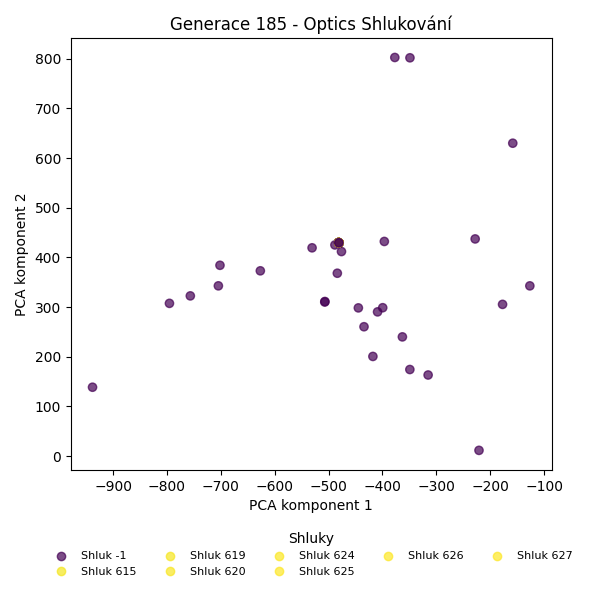 Generace 185 - Optics Shlukování
PCA komponent 2
800
700
600
500
400
300
200
100
0
−900 −800 −700 −600 −500 −400 −300 −200 −100
PCA komponent 1
Shluky
Shluk -1 Shluk 619 Shluk 624 Shluk 626 Shluk 627
Shluk 615 Shluk 620 Shluk 625